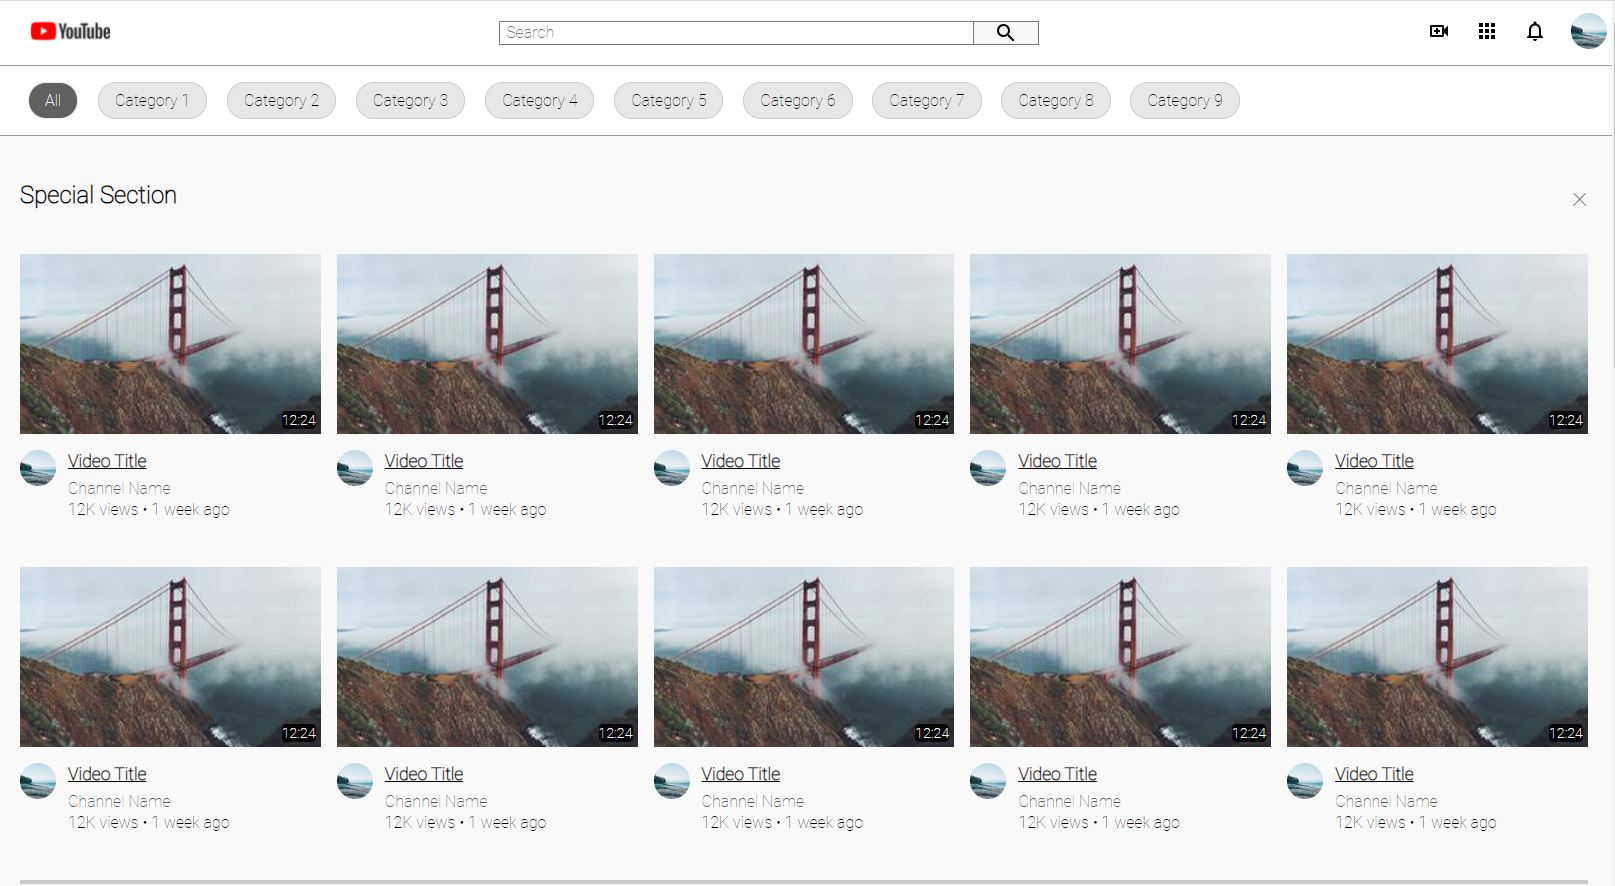 YouTube
Search
All Category 1 Category 2 Category 3 Category 4 Category 5 Category 6 Category 7 Category 8 Category 9
Special Section
12:24 12:24 12:24 12:24 12:24
Video Title Video Title Video Title Video Title Video Title
Channel Name Channel Name Channel Name Channel Name Channel Name
12K views • 1 week ago 12K views • 1 week ago 12K views • 1 week ago 12K views • 1 week ago 12K views • 1 week ago
12:24 12:24 12:24 12:24 12:24
Video Title Video Title Video Title Video Title Video Title
Channel Name Channel Name Channel Name Channel Name Channel Name
12K views • 1 week ago 12K views • 1 week ago 12K views • 1 week ago 12K views • 1 week ago 12K views • 1 week ago